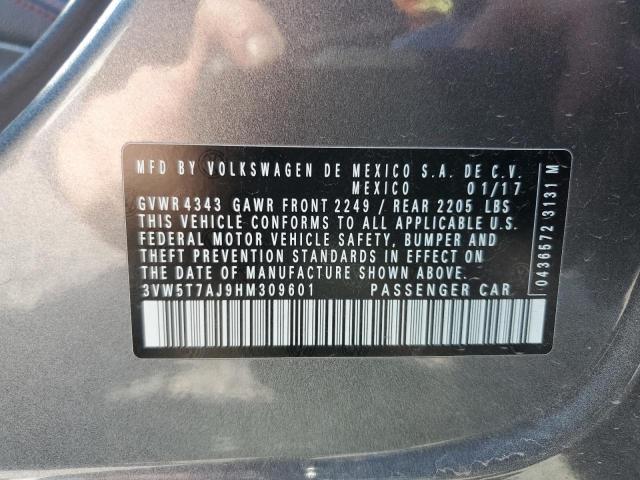 MFD BY VOLKSWAGEN DE MEXICO S.A. DE C.V.
MEXICO 01/17
GVWR 4343 GAWR FRONT 2249 / REAR 2205 LBS
THIS VEHICLE CONFORMS TO ALL APPLICABLE U.S.
FEDERAL MOTOR VEHICLE SAFETY, BUMPER AND
THEFT PREVENTION STANDARDS IN EFFECT ON
THE DATE OF MANUFACTURE SHOWN ABOVE.
3VW5T7AJ9HM309601 PASSENGER CAR
0436572 3131 M